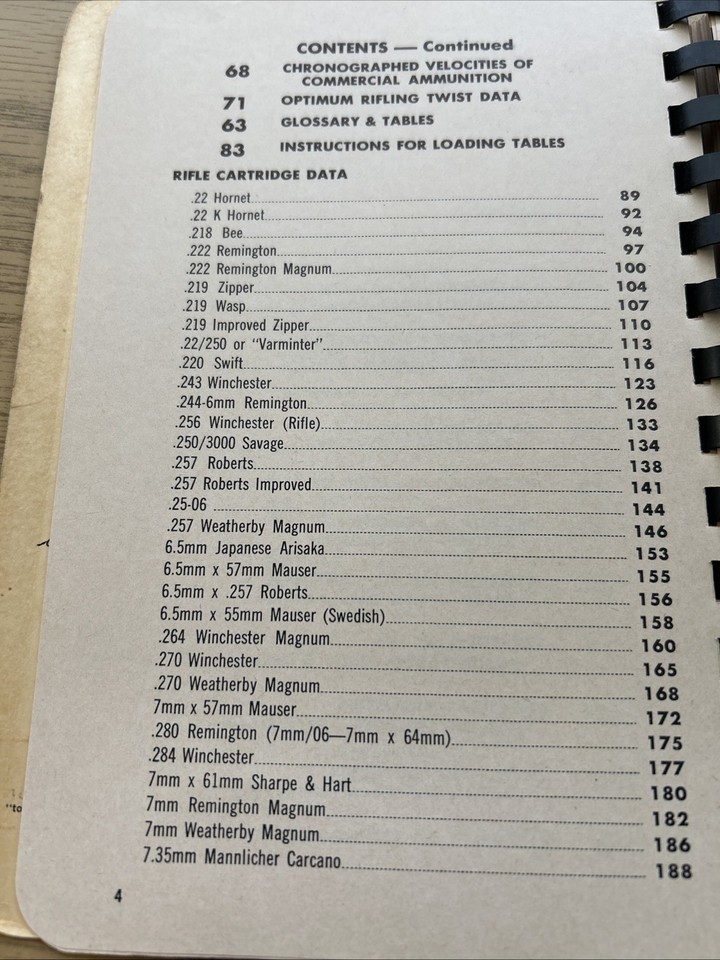 CONTENTS — Continued
68 CHRONOGRAPHED VELOCITIES OF
COMMERCIAL AMMUNITION
71 OPTIMUM RIFLING TWIST DATA
63 GLOSSARY & TABLES
83 INSTRUCTIONS FOR LOADING TABLES
RIFLE CARTRIDGE DATA
.22 Hornet 89
.22 K Hornet 92
.218 Bee 94
.222 Remington 97
.222 Remington Magnum 100
.219 Zipper 104
.219 Wasp 107
.219 Improved Zipper 110
.22/250 or "Varminter" 113
.220 Swift 116
.243 Winchester 123
.244-6mm Remington 126
.256 Winchester (Rifle) 133
.250/3000 Savage 134
.257 Roberts 138
.257 Roberts Improved 141
.25-06 144
.257 Weatherby Magnum 146
6.5mm Japanese Arisaka 153
6.5mm x 57mm Mauser 155
6.5mm x .257 Roberts 156
6.5mm x 55mm Mauser (Swedish) 158
.264 Winchester Magnum 160
.270 Winchester 165
.270 Weatherby Magnum 168
7mm x 57mm Mauser 172
.280 Remington (7mm/06—7mm x 64mm) 175
.284 Winchester 177
7mm x 61mm Sharpe & Hart 180
7mm Remington Magnum 182
7mm Weatherby Magnum 186
7.35mm Mannlicher Carcano 188
4
"to